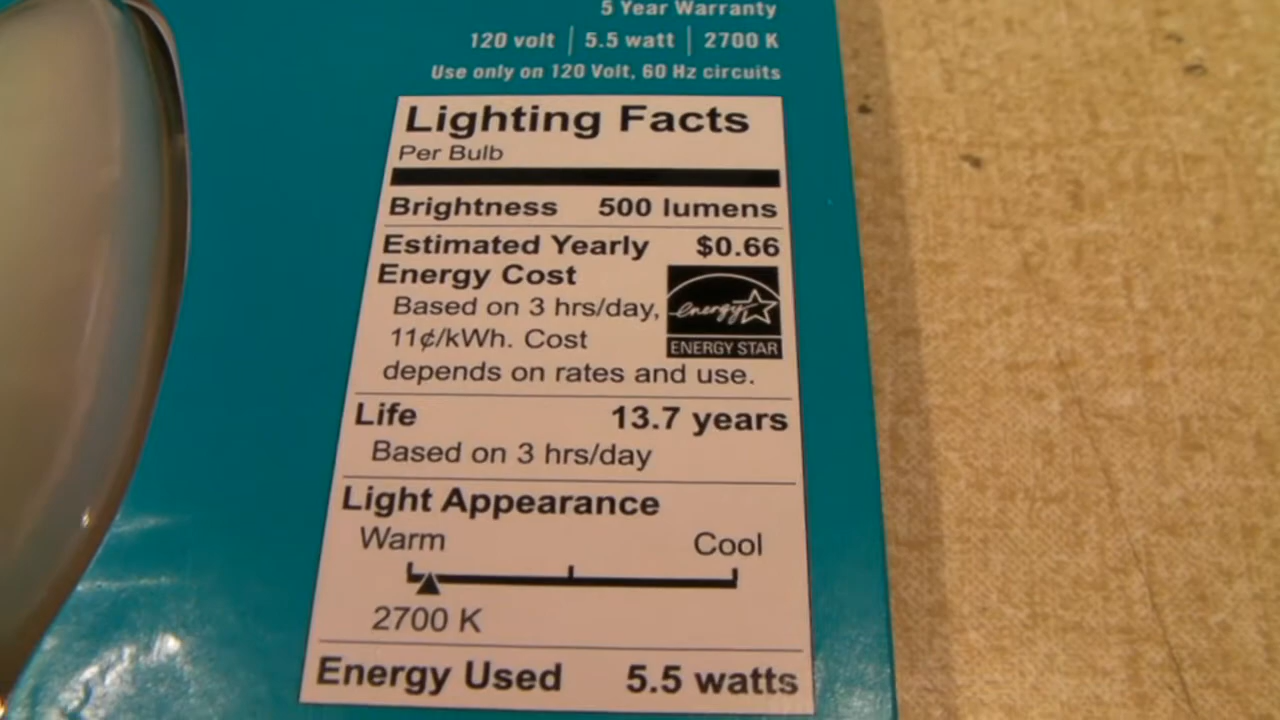 5 Year Warranty
120 volt | 5.5 watt | 2700 K
Use only on 120 Volt, 60 Hz circuits
Lighting Facts
Per Bulb
Brightness 500 lumens
Estimated Yearly $0.66
Energy Cost
Based on 3 hrs/day,
11¢/kWh. Cost
depends on rates and use.
energy
ENERGY STAR
Life 13.7 years
Based on 3 hrs/day
Light Appearance
Warm Cool
2700 K
Energy Used 5.5 watts